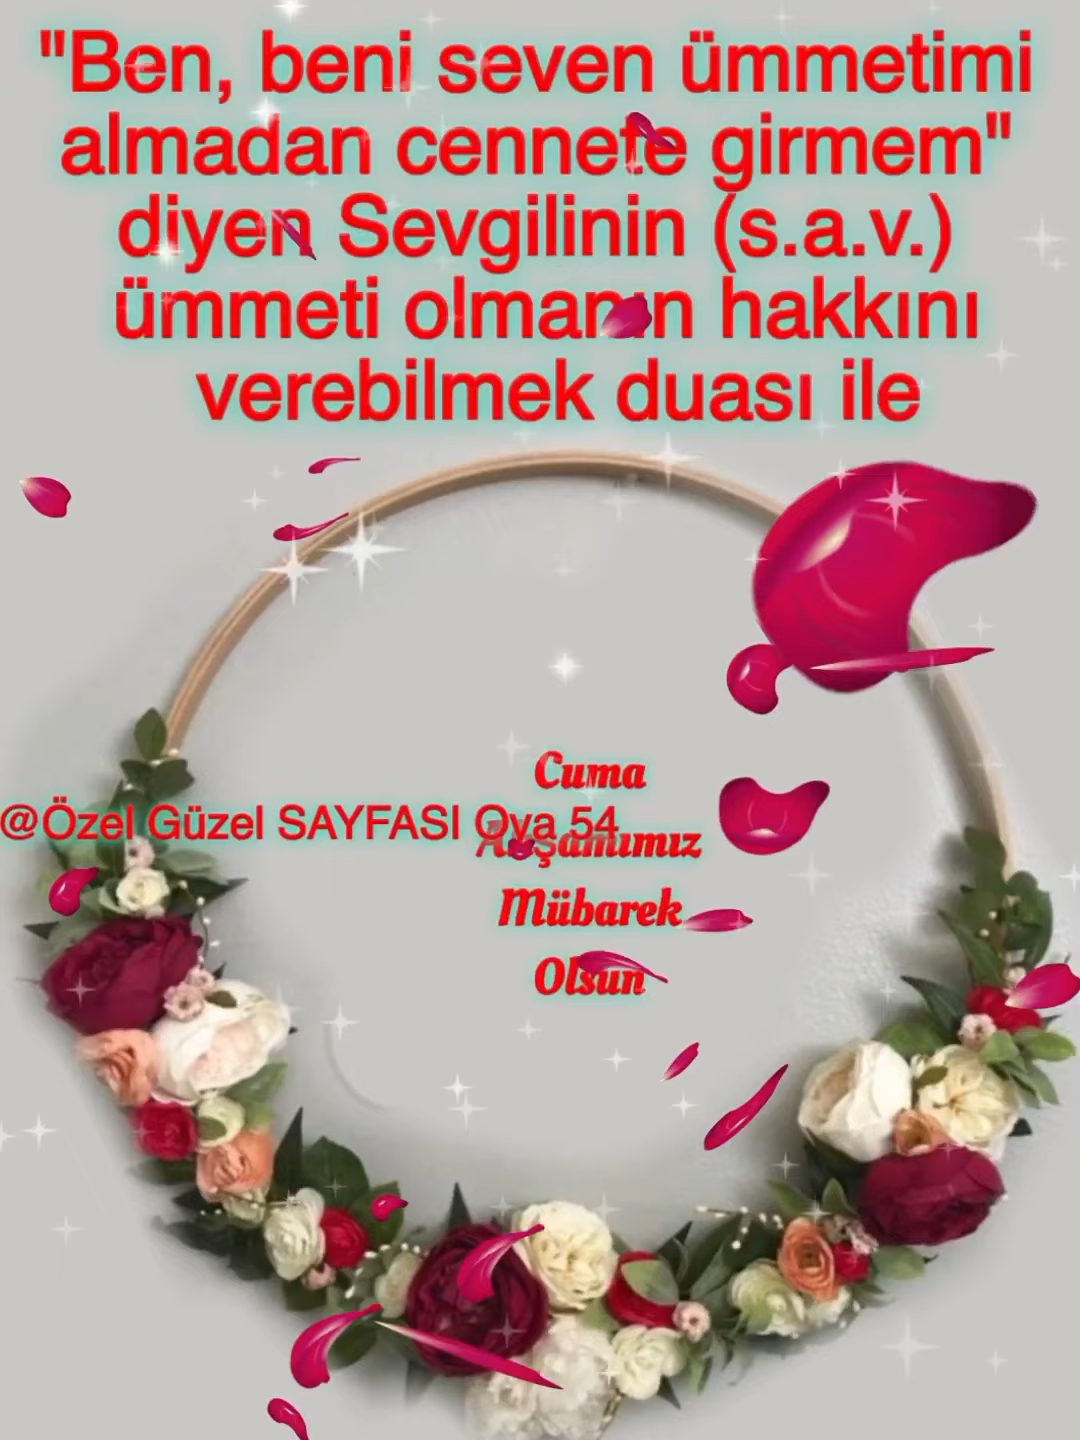 "Ben, beni seven ümmetimi
almadan cennete girmem"
diyen Sevgilinin (s.a.v.)
ümmeti olmanın hakkını
verebilmek duası ile
Cuma
@Özel Güzel SAYFASI Oya 54
Akşamımız
Mübarek
Olsun